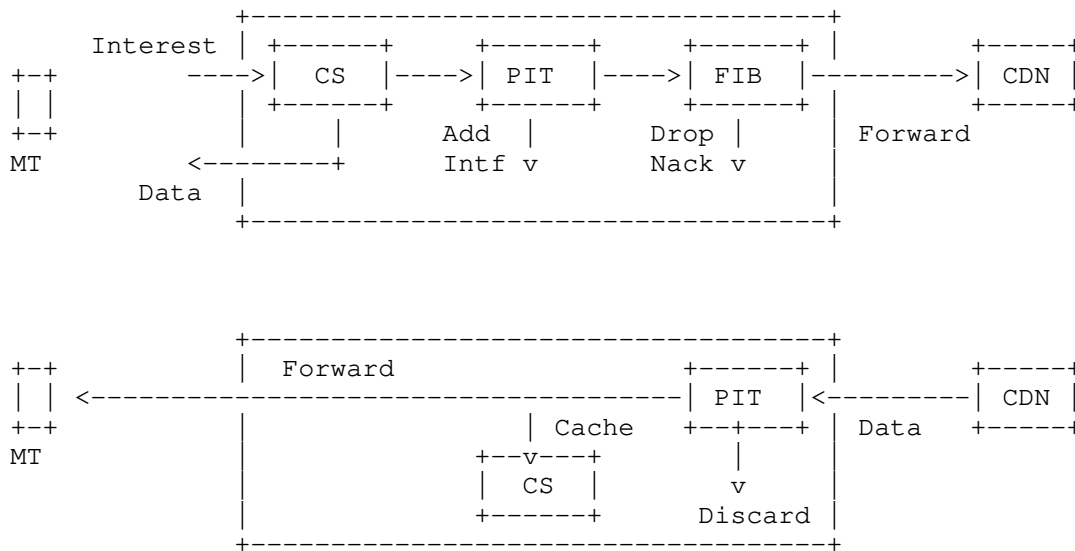 Interest
CS PIT FIB CDN
Add Drop Forward
MT Intf Nack
Data
Forward
PIT CDN
Cache Data
MT
CS
Discard